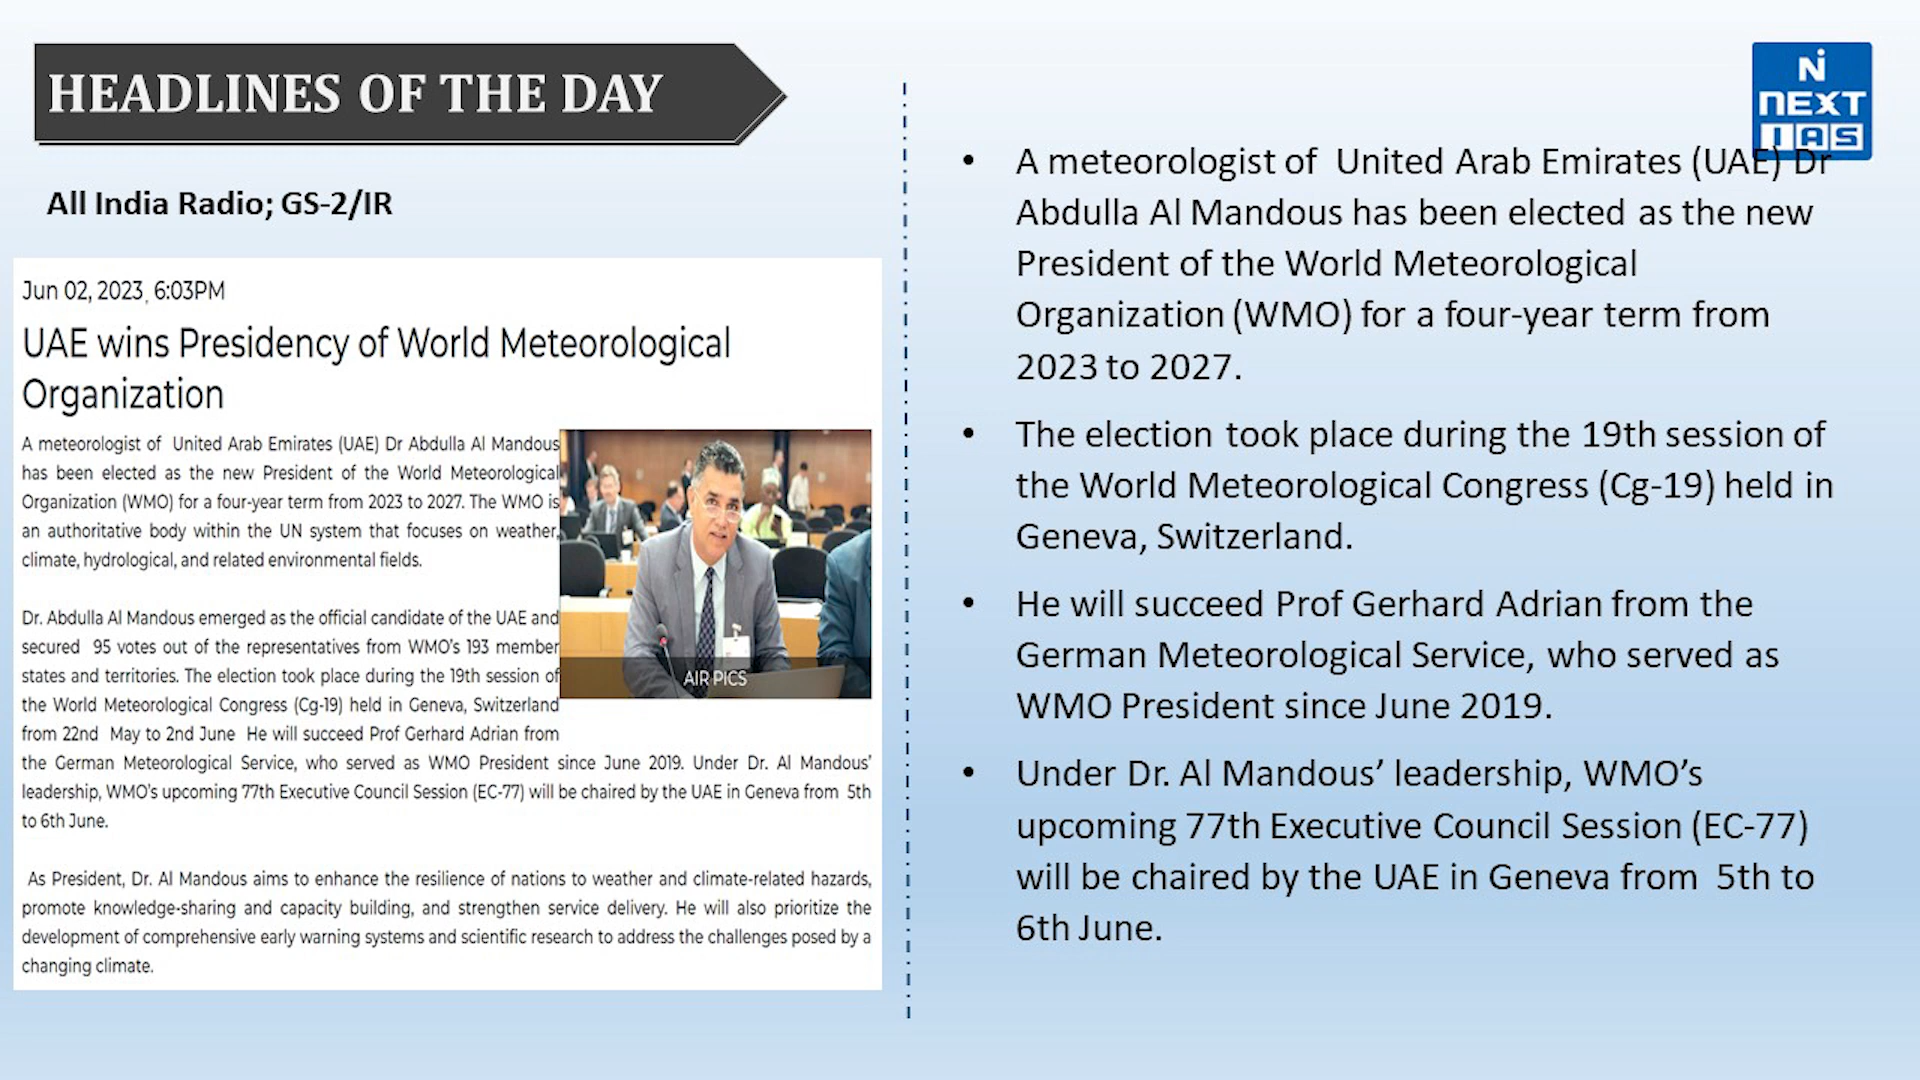 HEADLINES OF THE DAY
All India Radio; GS-2/IR
Jun 02, 2023, 6:03PM
UAE wins Presidency of World Meteorological
Organization
A meteorologist of United Arab Emirates (UAE) Dr Abdulla Al Mandous
has been elected as the new President of the World Meteorological
Organization (WMO) for a four-year term from 2023 to 2027. The WMO is
an authoritative body within the UN system that focuses on weather,
climate, hydrological, and related environmental fields.
Dr. Abdulla Al Mandous emerged as the official candidate of the UAE and
secured 95 votes out of the representatives from WMO's 193 member
states and territories. The election took place during the 19th session of
the World Meteorological Congress (Cg-19) held in Geneva, Switzerland
from 22nd May to 2nd June He will succeed Prof Gerhard Adrian from
the German Meteorological Service, who served as WMO President since June 2019. Under Dr. Al Mandous'
leadership, WMO's upcoming 77th Executive Council Session (EC-77) will be chaired by the UAE in Geneva from 5th
to 6th June.
As President, Dr. Al Mandous aims to enhance the resilience of nations to weather and climate-related hazards,
promote knowledge-sharing and capacity building, and strengthen service delivery. He will also prioritize the
development of comprehensive early warning systems and scientific research to address the challenges posed by a
changing climate.
AIR PICS
N
NEXT
IAS
• A meteorologist of United Arab Emirates (UAE) Dr
Abdulla Al Mandous has been elected as the new
President of the World Meteorological
Organization (WMO) for a four-year term from
2023 to 2027.
• The election took place during the 19th session of
the World Meteorological Congress (Cg-19) held in
Geneva, Switzerland.
• He will succeed Prof Gerhard Adrian from the
German Meteorological Service, who served as
WMO President since June 2019.
• Under Dr. Al Mandous' leadership, WMO's
upcoming 77th Executive Council Session (EC-77)
will be chaired by the UAE in Geneva from 5th to
6th June.